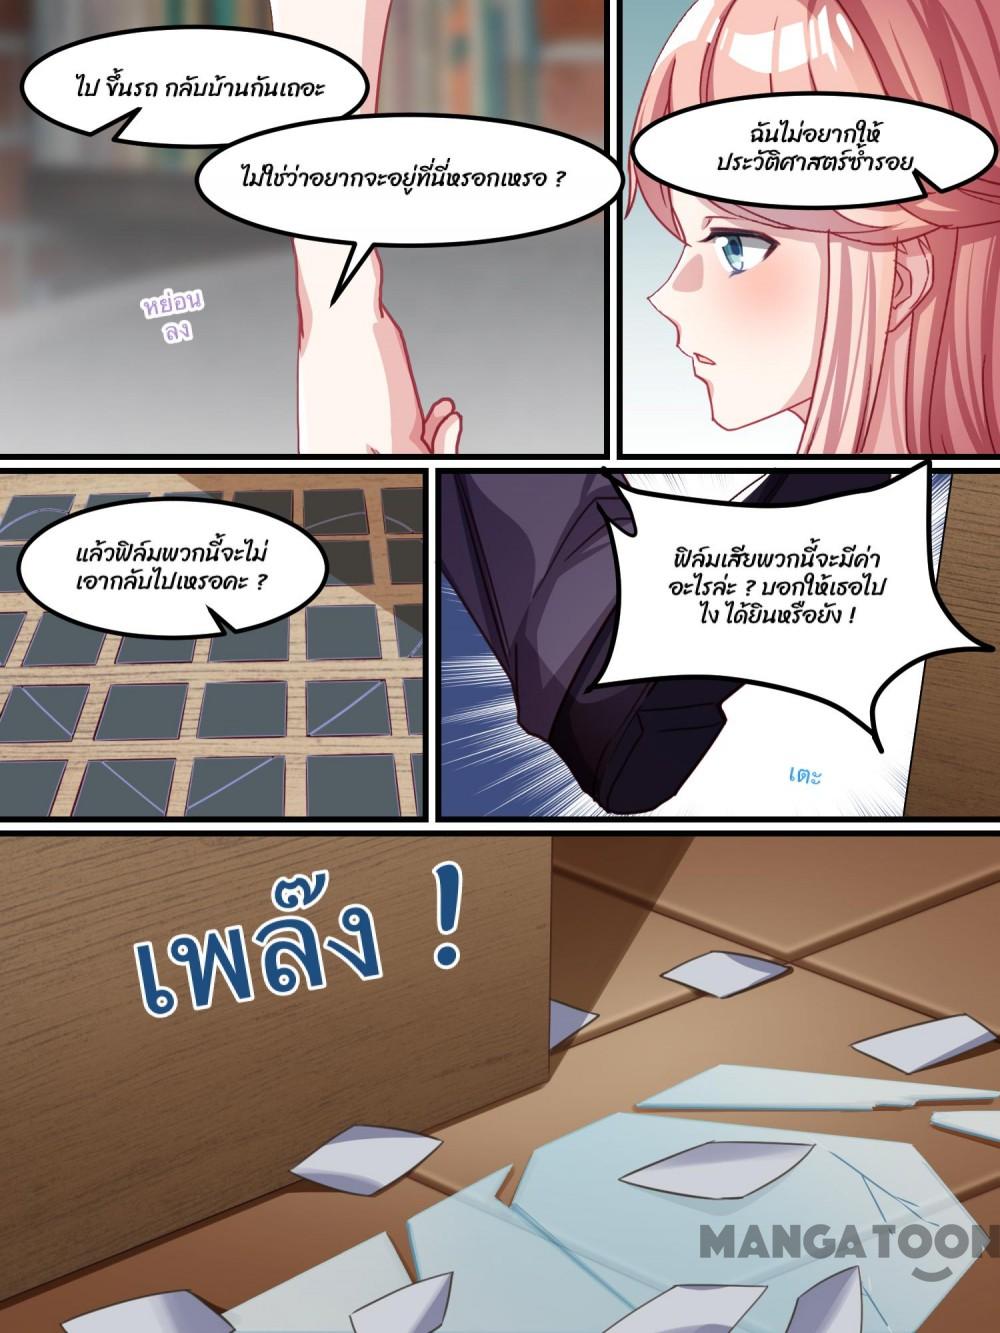 ไป ขึ้นรถ กลับบ้านกันเถอะ
ไม่ใช่ว่าอยากจะอยู่ที่นี่หรอกเหรอ ?
หย่อน
ลง
ฉันไม่อยากให้
ประวัติศาสตร์ซ้ำรอย
แล้วฟิล์มพวกนี้จะไม่
เอากลับไปเหรอคะ ?
ฟิล์มเสียพวกนี้จะมีค่า
อะไรล่ะ ? บอกให้เธอไป
ไง ได้ยินหรือยัง !
เตะ
เพล๊ง !
MANGATOON